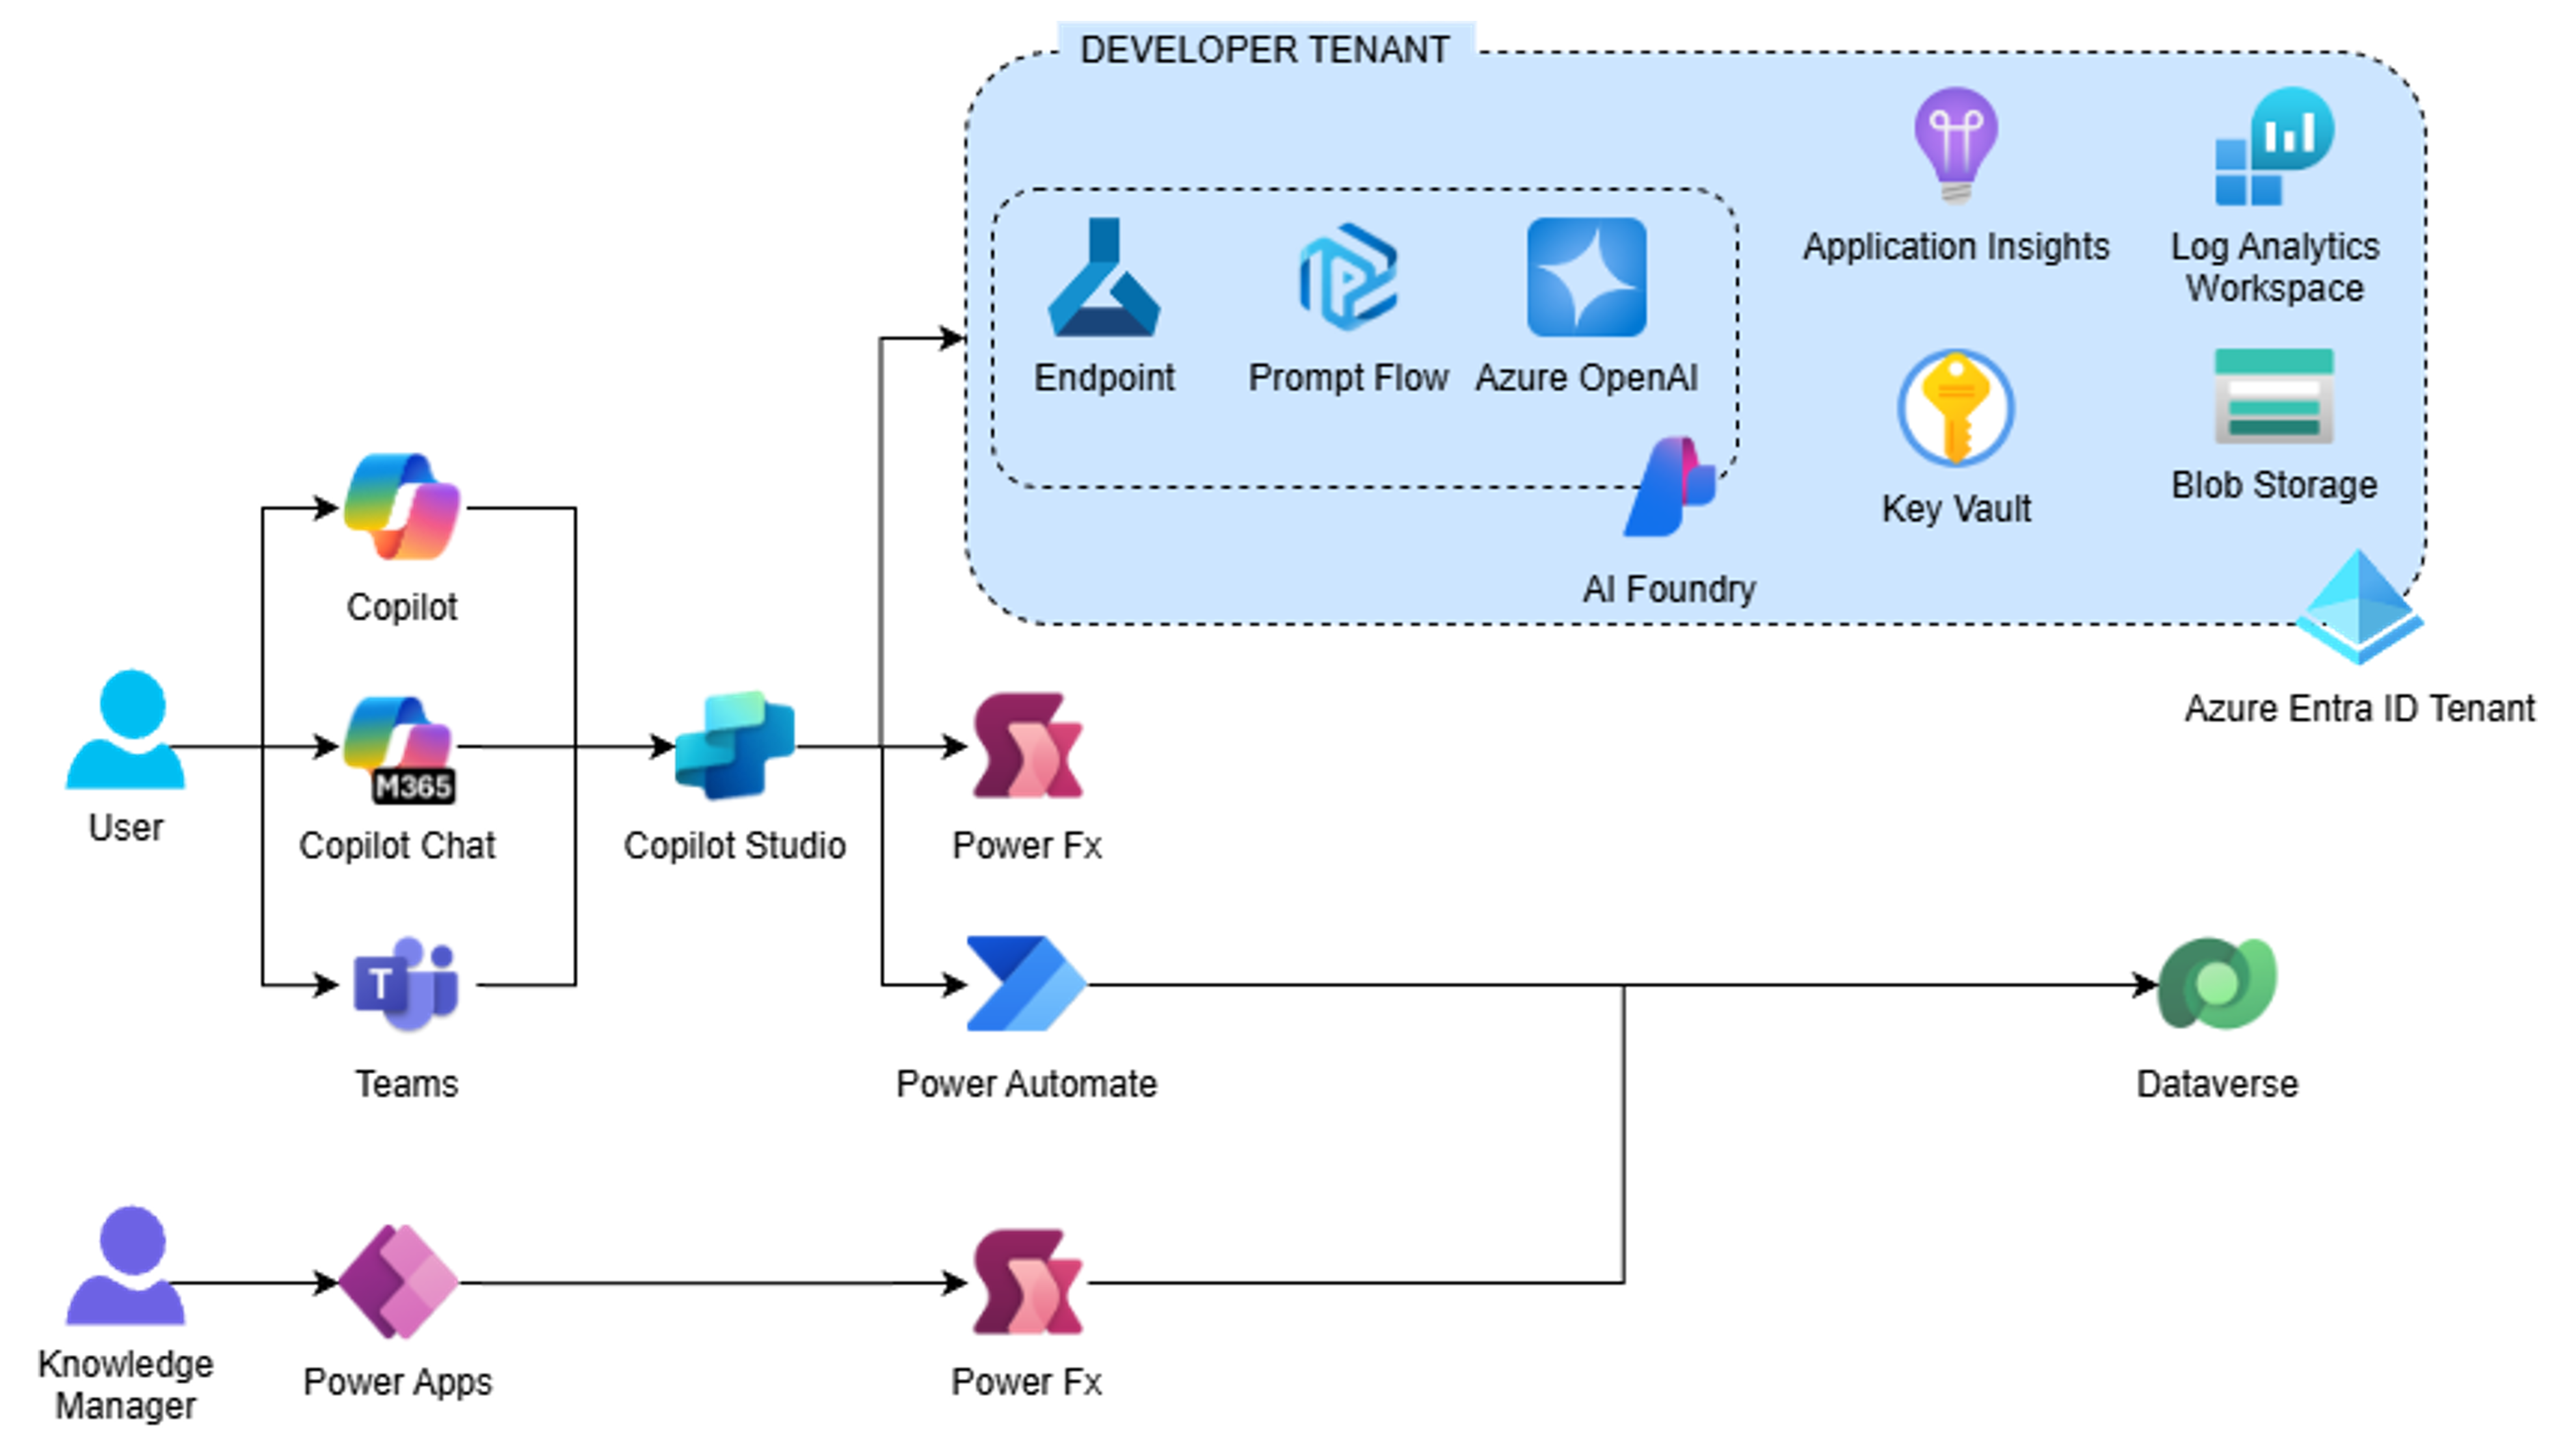 DEVELOPER TENANT
Application Insights
Log Analytics
Workspace
Endpoint
Prompt Flow
Azure OpenAI
Key Vault
Blob Storage
AI Foundry
Azure Entra ID Tenant
Copilot
User
M365
Copilot Chat
Copilot Studio
Power Fx
T
Teams
Power Automate
Dataverse
Knowledge
Manager
Power Apps
Power Fx